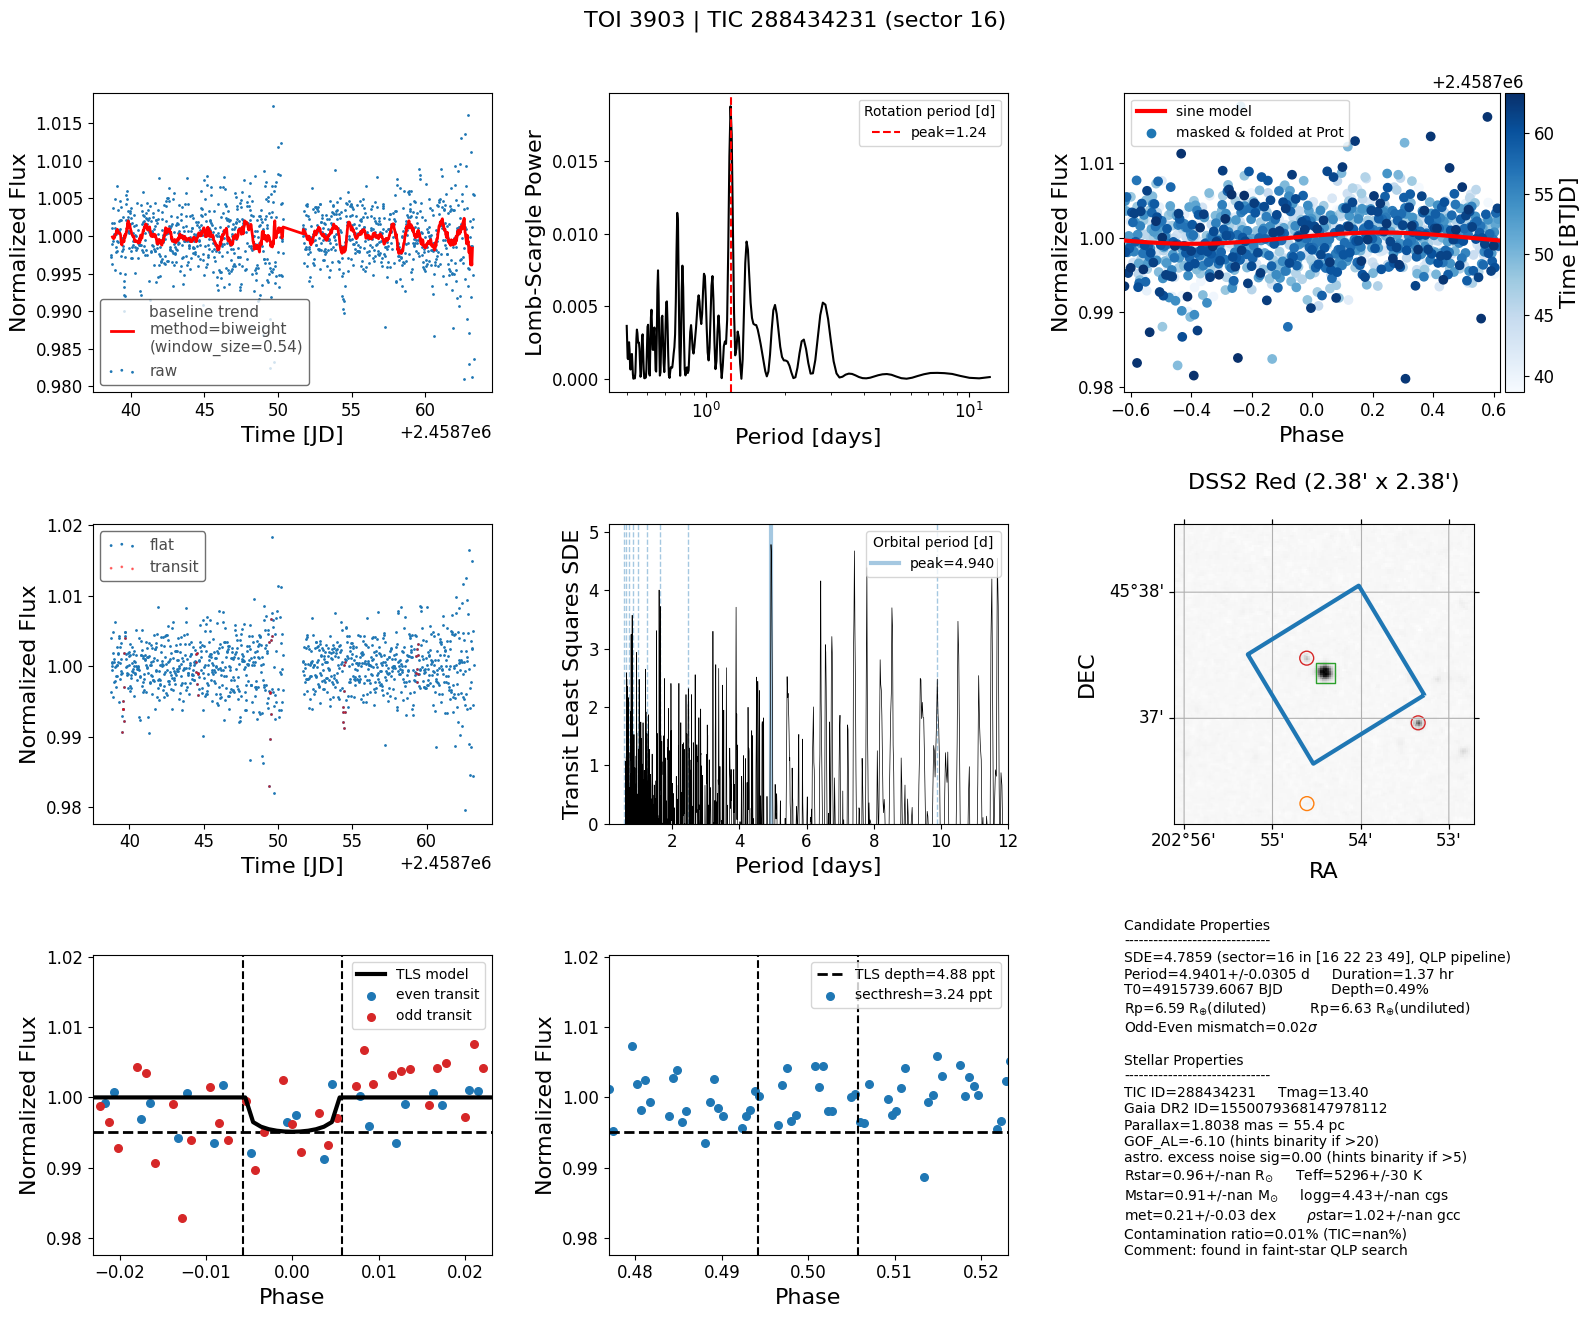 TOI 3903 | TIC 288434231 (sector 16)
Normalized Flux
1.015
1.010
1.005
1.000
0.995
0.990
0.985
0.980
baseline trend
method=biweight
(window_size=0.54)
raw
40 45 50 55 60
Time [JD]
+2.4587e6
Lomb-Scargle Power
0.015
0.010
0.005
0.000
Rotation period [d]
peak=1.24
10⁰ 10¹
Period [days]
Normalized Flux
1.01
1.00
0.99
0.98
sine model
masked & folded at Prot
−0.6 −0.4 −0.2 0.0 0.2 0.4 0.6
Phase
+2.4587e6
60
55
50
45
40
Time [BTJD]
Normalized Flux
1.02
1.01
1.00
0.99
0.98
flat
transit
40 45 50 55 60
Time [JD]
+2.4587e6
Transit Least Squares SDE
5
4
3
2
1
0
Orbital period [d]
peak=4.940
2 4 6 8 10 12
Period [days]
DSS2 Red (2.38' x 2.38')
DEC
45°38'
37'
202°56' 55' 54' 53'
RA
Normalized Flux
1.02
1.01
1.00
0.99
0.98
TLS model
even transit
odd transit
−0.02 −0.01 0.00 0.01 0.02
Phase
Normalized Flux
1.02
1.01
1.00
0.99
0.98
TLS depth=4.88 ppt
secthresh=3.24 ppt
0.48 0.49 0.50 0.51 0.52
Phase
Candidate Properties
------------------------------
SDE=4.7859 (sector=16 in [16 22 23 49], QLP pipeline)
Period=4.9401+/-0.0305 d Duration=1.37 hr
T0=4915739.6067 BJD Depth=0.49%
Rp=6.59 R⊕(diluted) Rp=6.63 R⊕(undiluted)
Odd-Even mismatch=0.02σ
Stellar Properties
------------------------------
TIC ID=288434231 Tmag=13.40
Gaia DR2 ID=1550079368147978112
Parallax=1.8038 mas = 55.4 pc
GOF_AL=-6.10 (hints binarity if >20)
astro. excess noise sig=0.00 (hints binarity if >5)
Rstar=0.96+/-nan R⊙ Teff=5296+/-30 K
Mstar=0.91+/-nan M⊙ logg=4.43+/-nan cgs
met=0.21+/-0.03 dex ρstar=1.02+/-nan gcc
Contamination ratio=0.01% (TIC=nan%)
Comment: found in faint-star QLP search